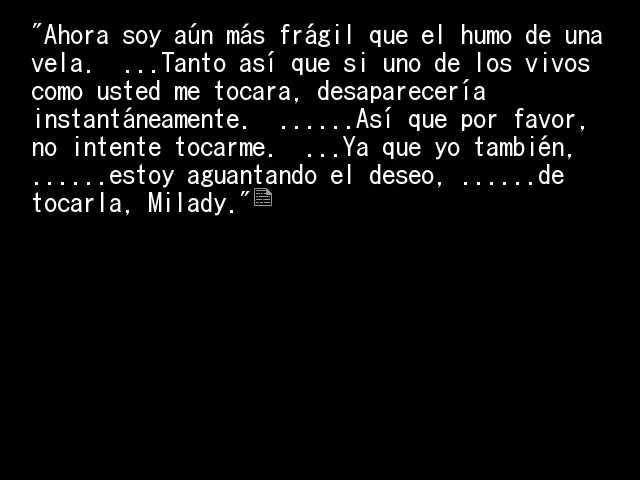 "Ahora soy aún más frágil que el humo de una
vela.  ...Tanto así que si uno de los vivos
como usted me tocara, desaparecería
instantáneamente.  ......Así que por favor,
no intente tocarme.  ...Ya que yo también,
......estoy aguantando el deseo, ......de
tocarla, Milady."